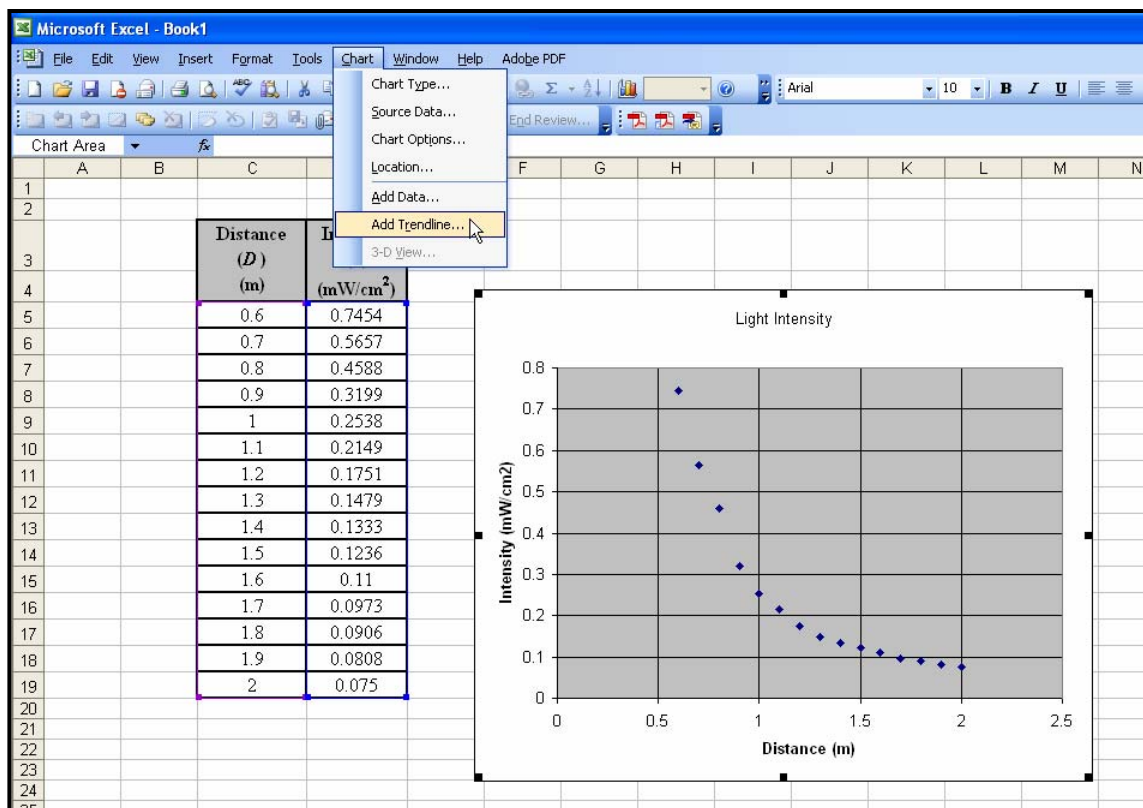 Microsoft Excel - Book1
File Edit View Insert Format Tools Chart Window Help Adobe PDF
Arial 10 B I U
End Review...
Chart Area fx
Chart Type...
Source Data...
Chart Options...
Location...
Add Data...
Add Trendline...
3-D View...
A B C F G H I J K L M N
1
2
3
4
Distance
(D)
(m)
(mW/cm²)
5 0.6 0.7454
6 0.7 0.5657
7 0.8 0.4588
8 0.9 0.3199
9 1 0.2538
10 1.1 0.2149
11 1.2 0.1751
12 1.3 0.1479
13 1.4 0.1333
14 1.5 0.1236
15 1.6 0.11
16 1.7 0.0973
17 1.8 0.0906
18 1.9 0.0808
19 2 0.075
20
21
22
23
24
Light Intensity
Intensity (mW/cm2)
0.8
0.7
0.6
0.5
0.4
0.3
0.2
0.1
0
0 0.5 1 1.5 2 2.5
Distance (m)